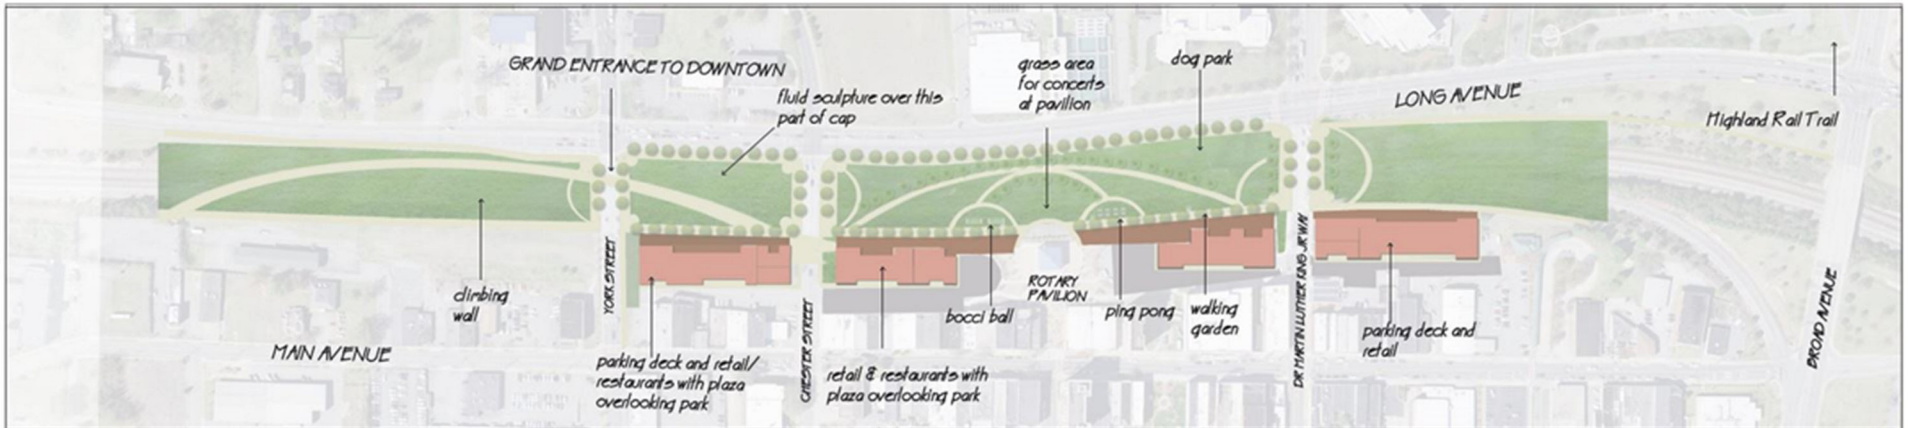 GRAND ENTRANCE TO DOWNTOWN
fluid sculpture over this
part of cap
grass area
for concerts
at pavilion
dog park
LONG AVENUE
Highland Rail Trail
climbing
wall
YORK STREET
MAIN AVENUE
parking deck and retail/
restaurants with plaza
overlooking park
CHESTER STREET
retail & restaurants with
plaza overlooking park
bocci ball
ROTARY
PAVILION
ping pong
walking
garden
DR MARTIN LUTHER KING JR WAY
parking deck and
retail
BROAD AVENUE